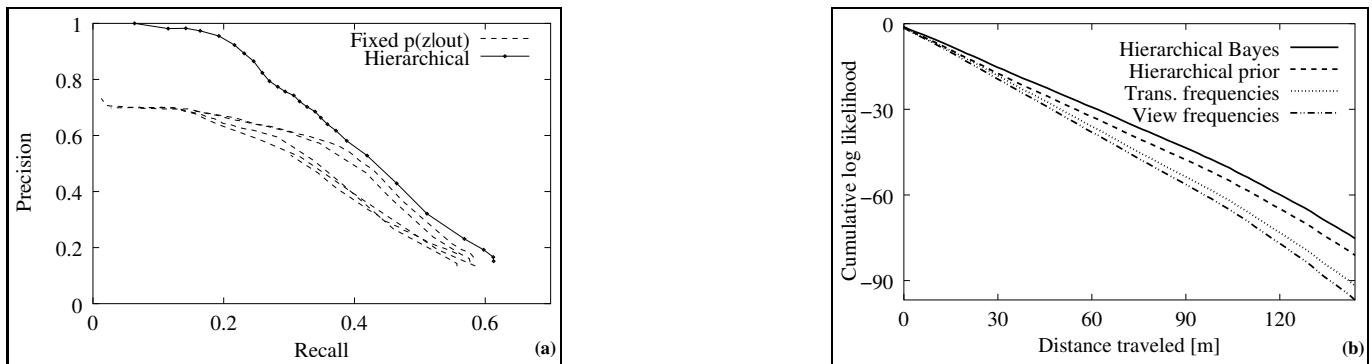 1
0.8
0.6
0.4
0.2
0
Precision
Fixed p(z|out)
Hierarchical
0 0.2 0.4 0.6
Recall
(a)
0
−30
−60
−90
Cumulative log likelihood
Hierarchical Bayes
Hierarchical prior
Trans. frequencies
View frequencies
0 30 60 90 120
Distance traveled [m]
(b)